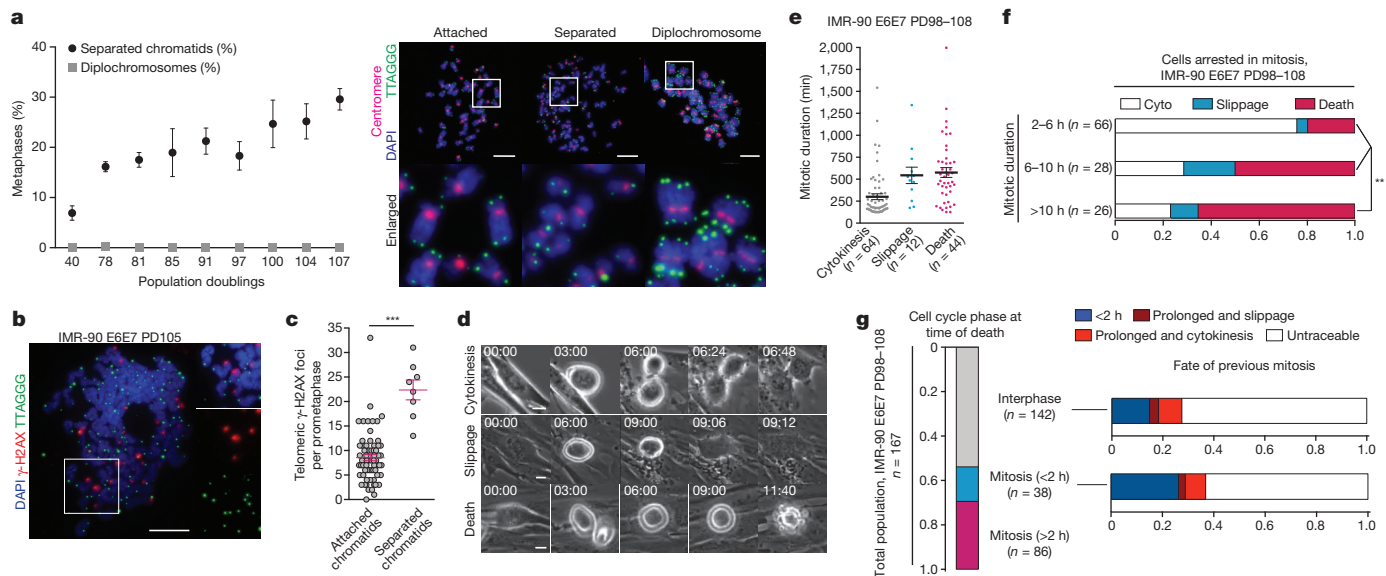 a
Separated chromatids (%)
Diplochromosomes (%)
Metaphases (%)
40
30
20
10
0
40 78 81 85 91 97 100 104 107
Population doublings
Attached Separated Diplochromosome
DAPI Centromere TTAGGG
Enlarged
b
IMR-90 E6E7 PD105
DAPI γ-H2AX TTAGGG
c
***
Telomeric γ-H2AX foci per prometaphase
35
30
25
20
15
10
5
0
Attached chromatids
Separated chromatids
d
Cytokinesis
00:00 03:00 06:00 06:24 06:48
Slippage
00:00 06:00 09:00 09:06 09:12
Death
00:00 03:00 06:00 09:00 11:40
e
IMR-90 E6E7 PD98–108
Mitotic duration (min)
2,000
1,750
1,500
1,250
1,000
750
500
250
0
Cytokinesis (n = 64)
Slippage (n = 12)
Death (n = 44)
f
Cells arrested in mitosis,
IMR-90 E6E7 PD98–108
Cyto Slippage Death
Mitotic duration
2–6 h (n = 66)
6–10 h (n = 28)
>10 h (n = 26)
**
0 0.2 0.4 0.6 0.8 1.0
g
Cell cycle phase at
time of death
Total population, IMR-90 E6E7 PD98–108
n = 167
0
0.2
0.4
0.6
0.8
1.0
<2 h Prolonged and slippage
Prolonged and cytokinesis Untraceable
Fate of previous mitosis
Interphase
(n = 142)
0 0.2 0.4 0.6 0.8 1.0
Mitosis (<2 h)
(n = 38)
0 0.2 0.4 0.6 0.8 1.0
Mitosis (>2 h)
(n = 86)